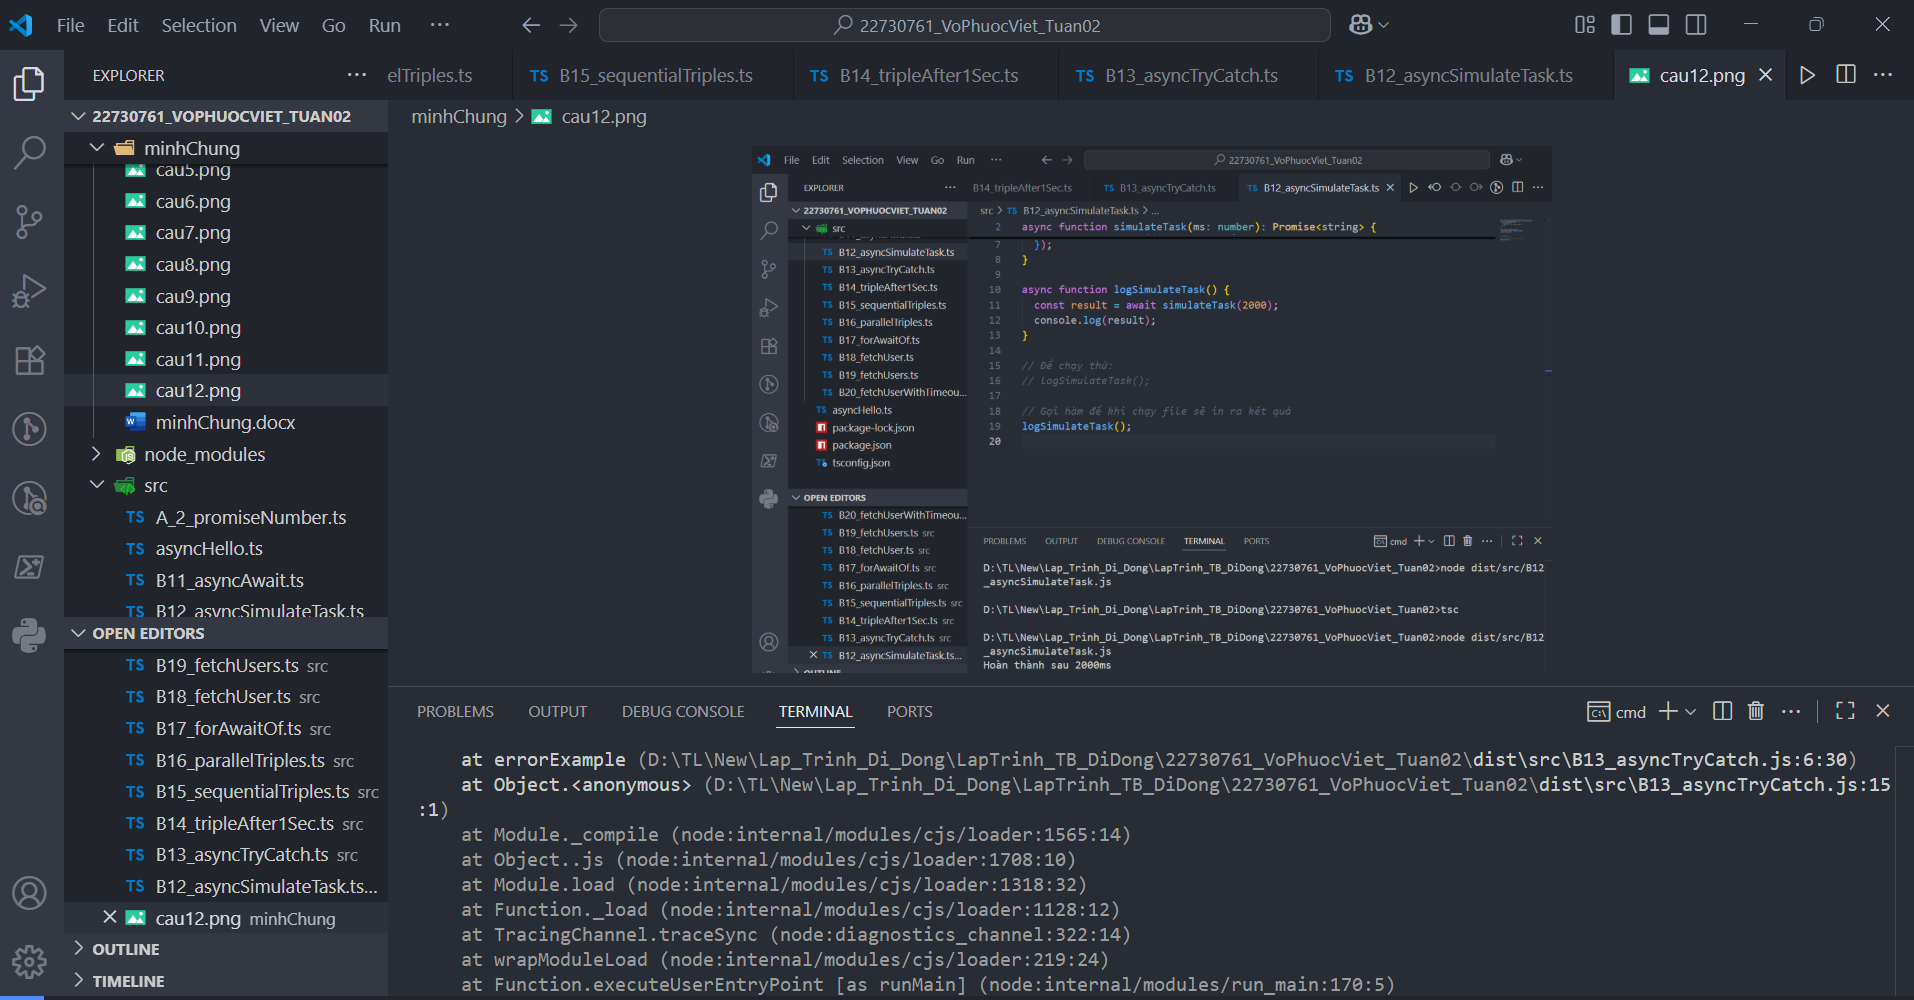 File Edit Selection View Go Run ··· 22730761_VoPhuocViet_Tuan02
EXPLORER ··· elTriples.ts TS B15_sequentialTriples.ts TS B14_tripleAfter1Sec.ts TS B13_asyncTryCatch.ts TS B12_asyncSimulateTask.ts cau12.png
22730761_VOPHUOCVIET_TUAN02
minhChung
cau5.png
cau6.png
cau7.png
cau8.png
cau9.png
cau10.png
cau11.png
cau12.png
minhChung.docx
node_modules
src
TS A_2_promiseNumber.ts
TS asyncHello.ts
TS B11_asyncAwait.ts
TS B12_asyncSimulateTask.ts
OPEN EDITORS
TS B19_fetchUsers.ts src
TS B18_fetchUser.ts src
TS B17_forAwaitOf.ts src
TS B16_parallelTriples.ts src
TS B15_sequentialTriples.ts src
TS B14_tripleAfter1Sec.ts src
TS B13_asyncTryCatch.ts src
TS B12_asyncSimulateTask.ts...
cau12.png minhChung
OUTLINE
TIMELINE
minhChung > cau12.png
File Edit Selection View Go Run ··· 22730761_VoPhuocViet_Tuan02
EXPLORER ··· B14_tripleAfter1Sec.ts TS B13_asyncTryCatch.ts TS B12_asyncSimulateTask.ts
22730761_VOPHUOCVIET_TUAN02
src
TS B12_asyncSimulateTask.ts
TS B13_asyncTryCatch.ts
TS B14_tripleAfter1Sec.ts
TS B15_sequentialTriples.ts
TS B16_parallelTriples.ts
TS B17_forAwaitOf.ts
TS B18_fetchUser.ts
TS B19_fetchUsers.ts
TS B20_fetchUserWithTimeou...
TS asyncHello.ts
package-lock.json
package.json
tsconfig.json
OPEN EDITORS
TS B20_fetchUserWithTimeou...
TS B19_fetchUsers.ts src
TS B18_fetchUser.ts src
TS B17_forAwaitOf.ts src
TS B16_parallelTriples.ts src
TS B15_sequentialTriples.ts src
TS B14_tripleAfter1Sec.ts src
TS B13_asyncTryCatch.ts src
TS B12_asyncSimulateTask.ts...
OUTLINE
src > TS B12_asyncSimulateTask.ts > ...
2 async function simulateTask(ms: number): Promise<string> {
7 });
8 }
9
10 async function logSimulateTask() {
11 const result = await simulateTask(2000);
12 console.log(result);
13 }
14
15 // Để chạy thử:
16 // logSimulateTask();
17
18 // Gọi hàm để khi chạy file sẽ in ra kết quả
19 logSimulateTask();
20
PROBLEMS OUTPUT DEBUG CONSOLE TERMINAL PORTS cmd
D:\TL\New\Lap_Trinh_Di_Dong\LapTrinh_TB_DiDong\22730761_VoPhuocViet_Tuan02>node dist/src/B12
_asyncSimulateTask.js
D:\TL\New\Lap_Trinh_Di_Dong\LapTrinh_TB_DiDong\22730761_VoPhuocViet_Tuan02>tsc
D:\TL\New\Lap_Trinh_Di_Dong\LapTrinh_TB_DiDong\22730761_VoPhuocViet_Tuan02>node dist/src/B12
_asyncSimulateTask.js
Hoàn thành sau 2000ms
PROBLEMS OUTPUT DEBUG CONSOLE TERMINAL PORTS cmd
at errorExample (D:\TL\New\Lap_Trinh_Di_Dong\LapTrinh_TB_DiDong\22730761_VoPhuocViet_Tuan02\dist\src\B13_asyncTryCatch.js:6:30)
at Object.<anonymous> (D:\TL\New\Lap_Trinh_Di_Dong\LapTrinh_TB_DiDong\22730761_VoPhuocViet_Tuan02\dist\src\B13_asyncTryCatch.js:15
:1)
at Module._compile (node:internal/modules/cjs/loader:1565:14)
at Object..js (node:internal/modules/cjs/loader:1708:10)
at Module.load (node:internal/modules/cjs/loader:1318:32)
at Function._load (node:internal/modules/cjs/loader:1128:12)
at TracingChannel.traceSync (node:diagnostics_channel:322:14)
at wrapModuleLoad (node:internal/modules/cjs/loader:219:24)
at Function.executeUserEntryPoint [as runMain] (node:internal/modules/run_main:170:5)